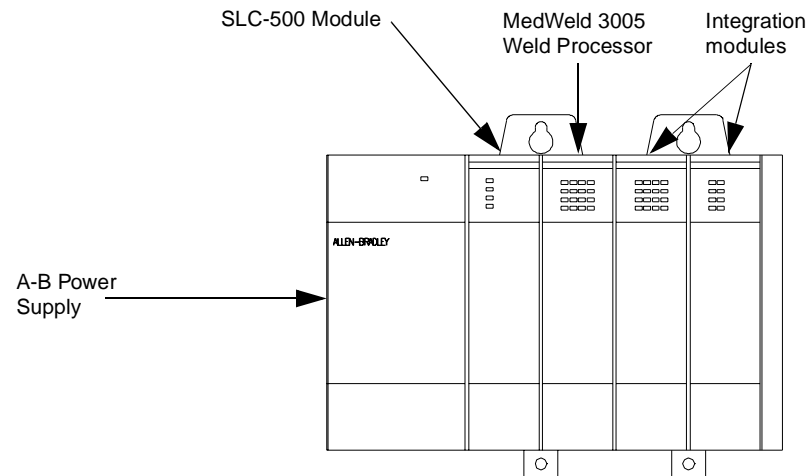 SLC-500 Module
MedWeld 3005
Weld Processor
Integration
modules
ALLEN-BRADLEY
A-B Power
Supply